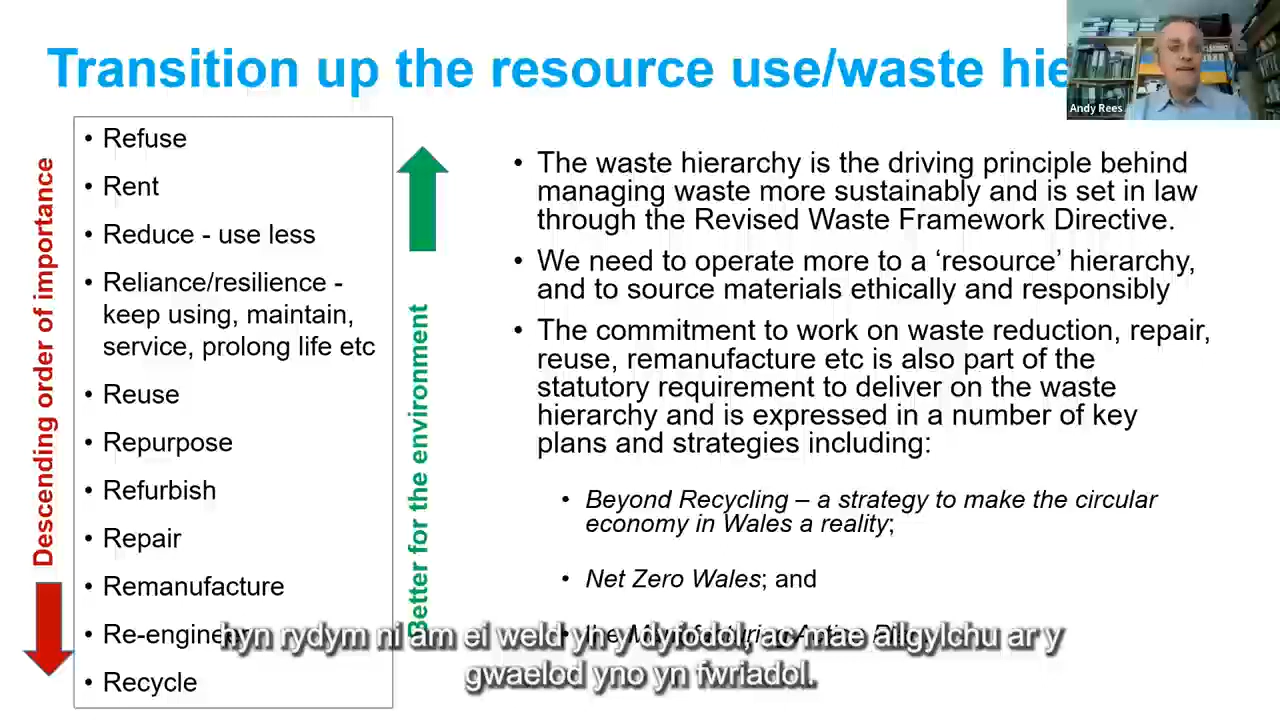 Transition up the resource use/waste hie
Andy Rees
Descending order of importance
• Refuse
• Rent
• Reduce - use less
• Reliance/resilience -
keep using, maintain,
service, prolong life etc
• Reuse
• Repurpose
• Refurbish
• Repair
• Remanufacture
• Re-engineer
• Recycle
Better for the environment
• The waste hierarchy is the driving principle behind
managing waste more sustainably and is set in law
through the Revised Waste Framework Directive.
• We need to operate more to a ‘resource’ hierarchy,
and to source materials ethically and responsibly
• The commitment to work on waste reduction, repair,
reuse, remanufacture etc is also part of the
statutory requirement to deliver on the waste
hierarchy and is expressed in a number of key
plans and strategies including:
• Beyond Recycling – a strategy to make the circular
economy in Wales a reality;
• Net Zero Wales; and
hyn rydym ni am ei weld yn y dyfodol, ac mae ailgylchu ar y
gwaelod yno yn fwriadol.